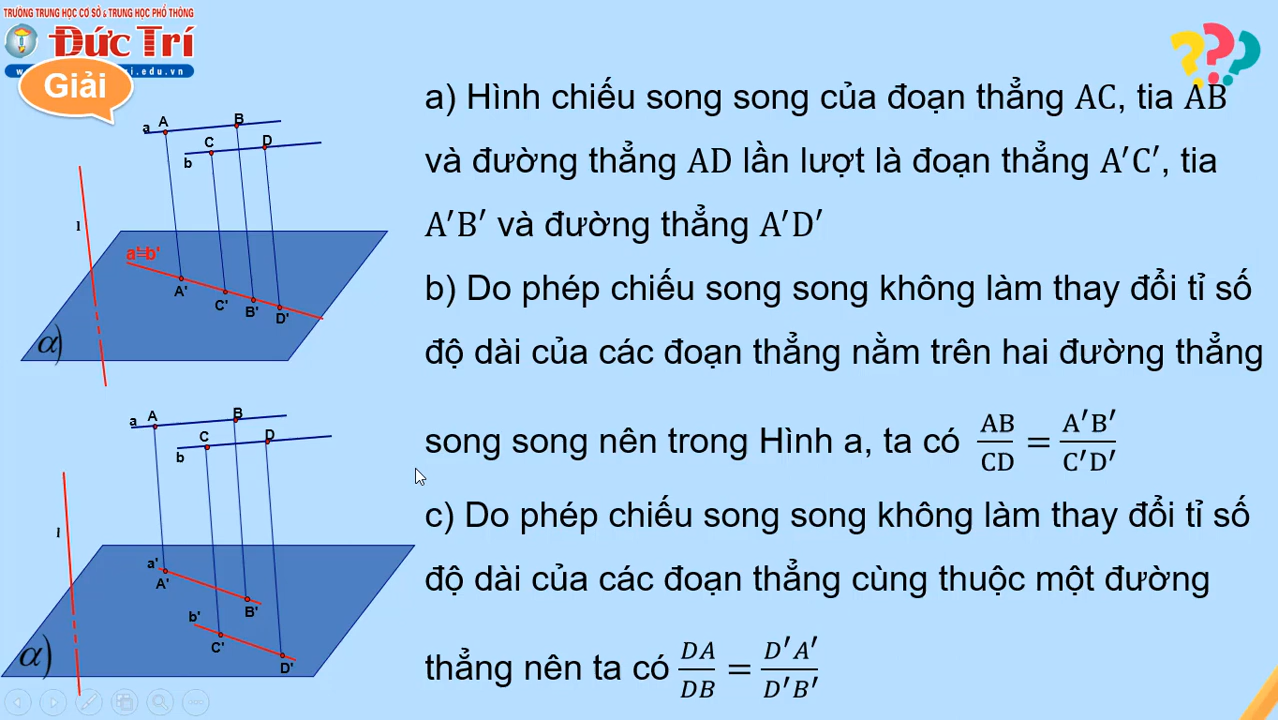 TRƯỜNG TRUNG HỌC CƠ SỞ & TRUNG HỌC PHỔ THÔNG
Đức Trí
Giải
a) Hình chiếu song song của đoạn thẳng AC, tia AB
và đường thẳng AD lần lượt là đoạn thẳng A′C′, tia
A′B′ và đường thẳng A′D′
b) Do phép chiếu song song không làm thay đổi tỉ số
độ dài của các đoạn thẳng nằm trên hai đường thẳng
song song nên trong Hình a, ta có AB/CD = A′B′/C′D′
c) Do phép chiếu song song không làm thay đổi tỉ số
độ dài của các đoạn thẳng cùng thuộc một đường
thẳng nên ta có DA/DB = D′A′/D′B′
a A B
b C D
l
a'≡b'
A' C' B' D'
α)
a A B
b C D
l
a'
A' B'
b'
C' D'
α)
???